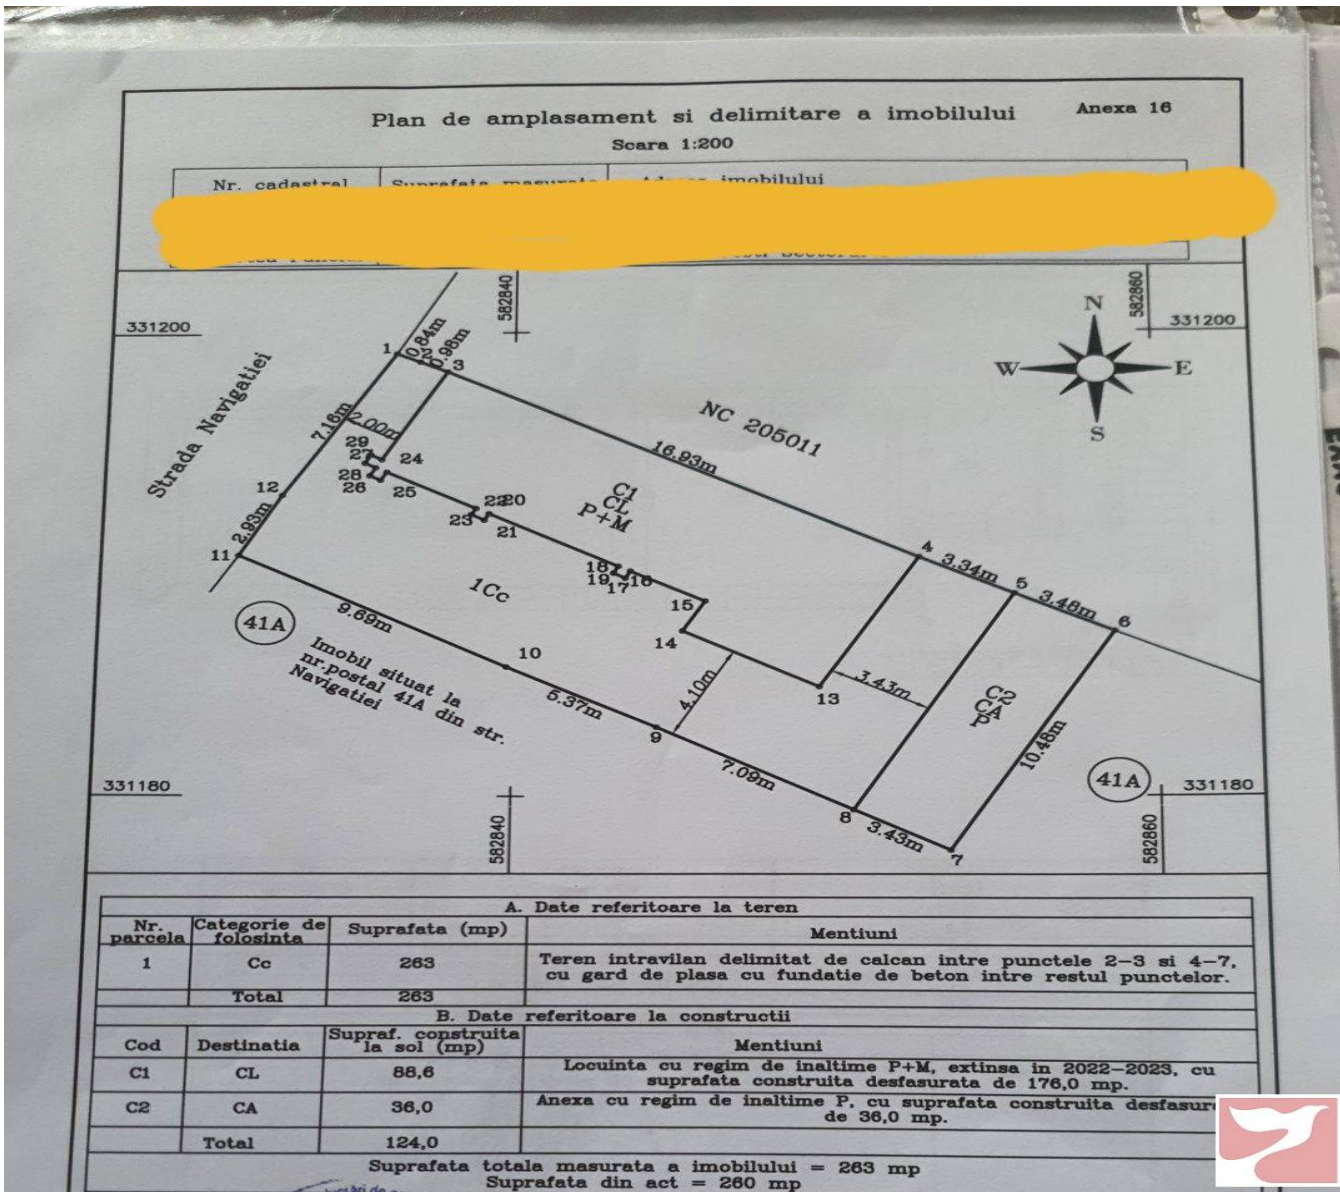 Plan de amplasament si delimitare a imobilului
Anexa 16
Scara 1:200
Nr. cadastral
imobilului
582840
582860
331200
331200
N
W
E
S
Strada Navigatiei
1
0.84m
2
0.98m
3
NC 205011
7.16m
2.00m
16.93m
29
27
24
28
26
25
12
22
20
23
21
C1
CL
P+M
2.93m
11
18
16
19
17
15
4
3.34m
5
3.48m
6
1Cc
9.69m
41A
Imobil situat la
nr.postal 41A din str.
Navigatiei
10
14
5.37m
4.10m
13
3.43m
C2
CA
P
10.48m
9
7.09m
41A
331180
331180
8
3.43m
7
582840
582860
A. Date referitoare la teren
Nr. parcela Categorie de folosinta Suprafata (mp) Mentiuni
1 Cc 263 Teren intravilan delimitat de calcan intre punctele 2-3 si 4-7,
cu gard de plasa cu fundatie de beton intre restul punctelor.
Total 263
B. Date referitoare la constructii
Cod Destinatia Supraf. construita la sol (mp) Mentiuni
C1 CL 88,6 Locuinta cu regim de inaltime P+M, extinsa in 2022-2023, cu
suprafata construita desfasurata de 176,0 mp.
C2 CA 36,0 Anexa cu regim de inaltime P, cu suprafata construita
de 36,0 mp.
Total 124,0
Suprafata totala masurata a imobilului = 263 mp
Suprafata din act = 260 mp